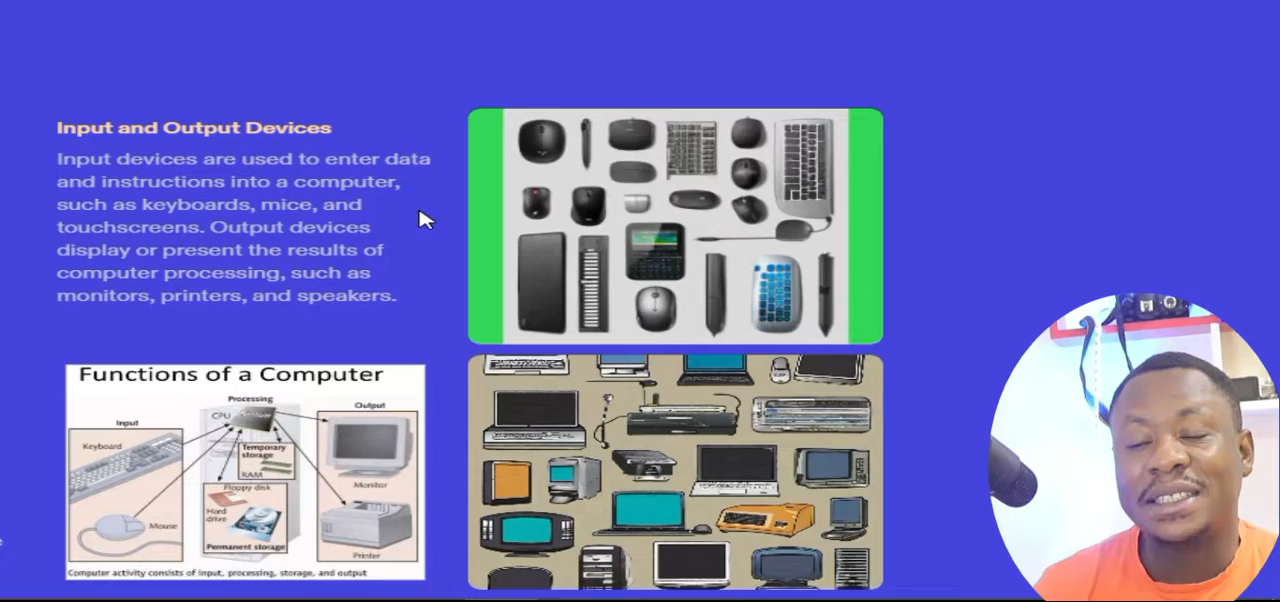 Input and Output Devices
Input devices are used to enter data
and instructions into a computer,
such as keyboards, mice, and
touchscreens. Output devices
display or present the results of
computer processing, such as
monitors, printers, and speakers.
Functions of a Computer
Processing
Input
CPU
Output
Keyboard
Temporary
storage
RAM
Monitor
Floppy disk
Hard
drive
Mouse
Permanent storage
Printer
Computer activity consists of input, processing, storage, and output